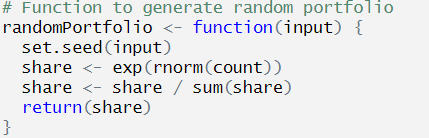 # Function to generate random portfolio
randomPortfolio <- function(input) {
  set.seed(input)
  share <- exp(rnorm(count))
  share <- share / sum(share)
  return(share)
}